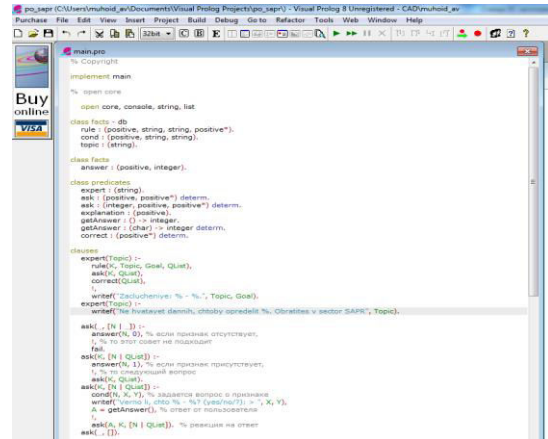 po_sapr (C:\Users\muhoid_av\Documents\Visual Prolog Projects\po_sapr\) - Visual Prolog 8 Unregistered - CAD\muhoid_av
Purchase File Edit View Insert Project Build Debug Go to Refactor Tools Web Window Help
32bit
Buy
online
VISA
main.pro
% Copyright
implement main
% open core
open core, console, string, list
class facts - db
rule : (positive, string, string, positive*).
cond : (positive, string, string).
topic : (string).
class facts
answer : (positive, integer).
class predicates
expert : (string).
ask : (positive, positive*) determ.
ask : (integer, positive, positive*) determ.
explanation : (positive).
getAnswer : () -> integer.
getAnswer : (char) -> integer determ.
correct : (positive*) determ.
clauses
expert(Topic) :-
rule(K, Topic, Goal, QList),
ask(K, QList),
correct(QList),
!,
writef("Zaclucheniye: % - %.", Topic, Goal).
expert(Topic) :-
writef("Ne hvatayet dannih, chtoby opredelit %. Obratites v sector SAPR", Topic).
ask(_, [N | _]) :-
answer(N, 0), % если признак отсутствует,
!, % то этот совет не подходит
fail.
ask(K, [N | QList]) :-
answer(N, 1), % если признак присутствует,
!, % то следующий вопрос
ask(K, QList).
ask(K, [N | QList]) :-
cond(N, X, Y), % задается вопрос о признаке
writef("Verno li, chto % - %? (yes/no/?): > ", X, Y),
A = getAnswer(), % ответ от пользователя
!,
ask(A, K, [N | QList]). % реакция на ответ
ask(_, []).